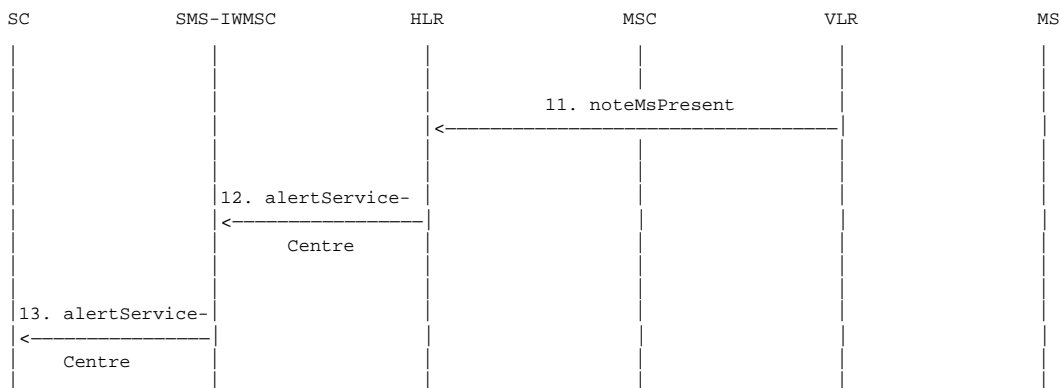 SC SMS-IWMSC HLR MSC VLR MS
11. noteMsPresent
12. alertService-
Centre
13. alertService-
Centre